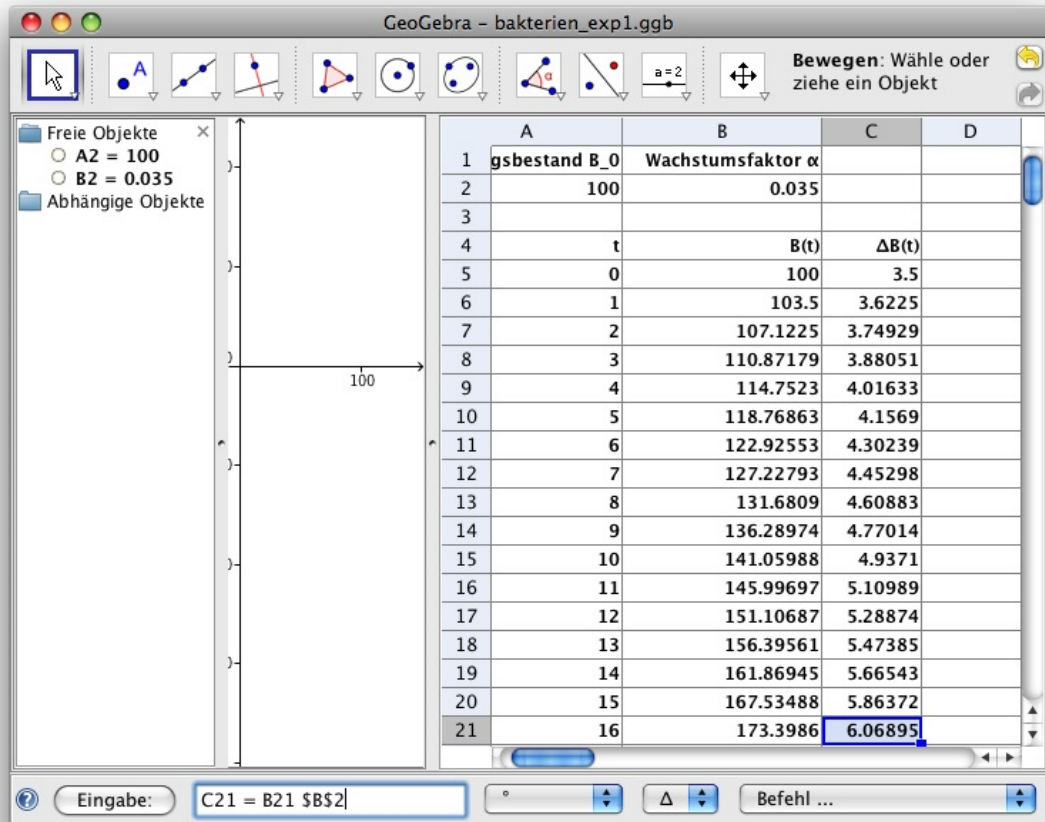 GeoGebra – bakterien_exp1.ggb
A
α
a=2
Bewegen: Wähle oder
ziehe ein Objekt
Freie Objekte
A2 = 100
B2 = 0.035
Abhängige Objekte
100
A B C D
1 gsbestand B_0 Wachstumsfaktor α
2 100 0.035
3
4 t B(t) ΔB(t)
5 0 100 3.5
6 1 103.5 3.6225
7 2 107.1225 3.74929
8 3 110.87179 3.88051
9 4 114.7523 4.01633
10 5 118.76863 4.1569
11 6 122.92553 4.30239
12 7 127.22793 4.45298
13 8 131.6809 4.60883
14 9 136.28974 4.77014
15 10 141.05988 4.9371
16 11 145.99697 5.10989
17 12 151.10687 5.28874
18 13 156.39561 5.47385
19 14 161.86945 5.66543
20 15 167.53488 5.86372
21 16 173.3986 6.06895
? Eingabe: C21 = B21 $B$2 ° Δ Befehl ...